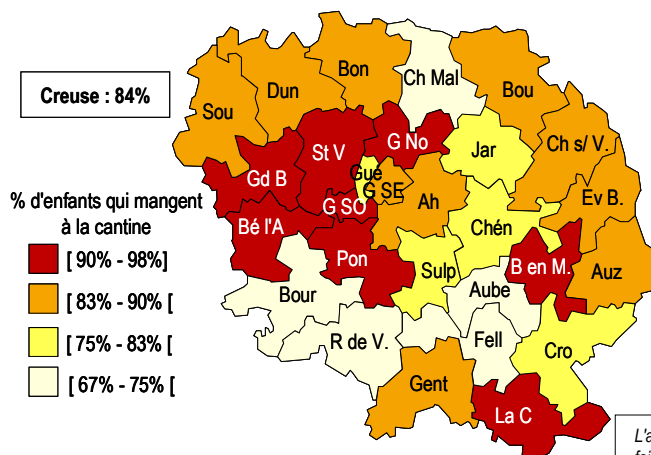 Creuse : 84%
% d'enfants qui mangent
à la cantine
[ 90% - 98%]
[ 83% - 90% [
[ 75% - 83% [
[ 67% - 75% [
Bon
Ch Mal
Dun
Bou
Sou
St V
G No
Jar
Ch s/ V.
Gué
Gd B
G SE
Ev B.
G SO
Ah
Bé l'A
Chén
Pon
Sulp
B en M.
Auz
Bour
Aube
R de V.
Fell
Cro
Gent
La C
L'a